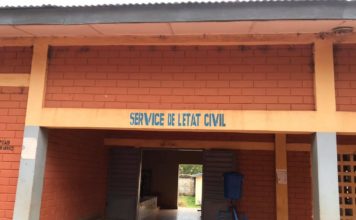 SERVICE DE LETAT CIVIL